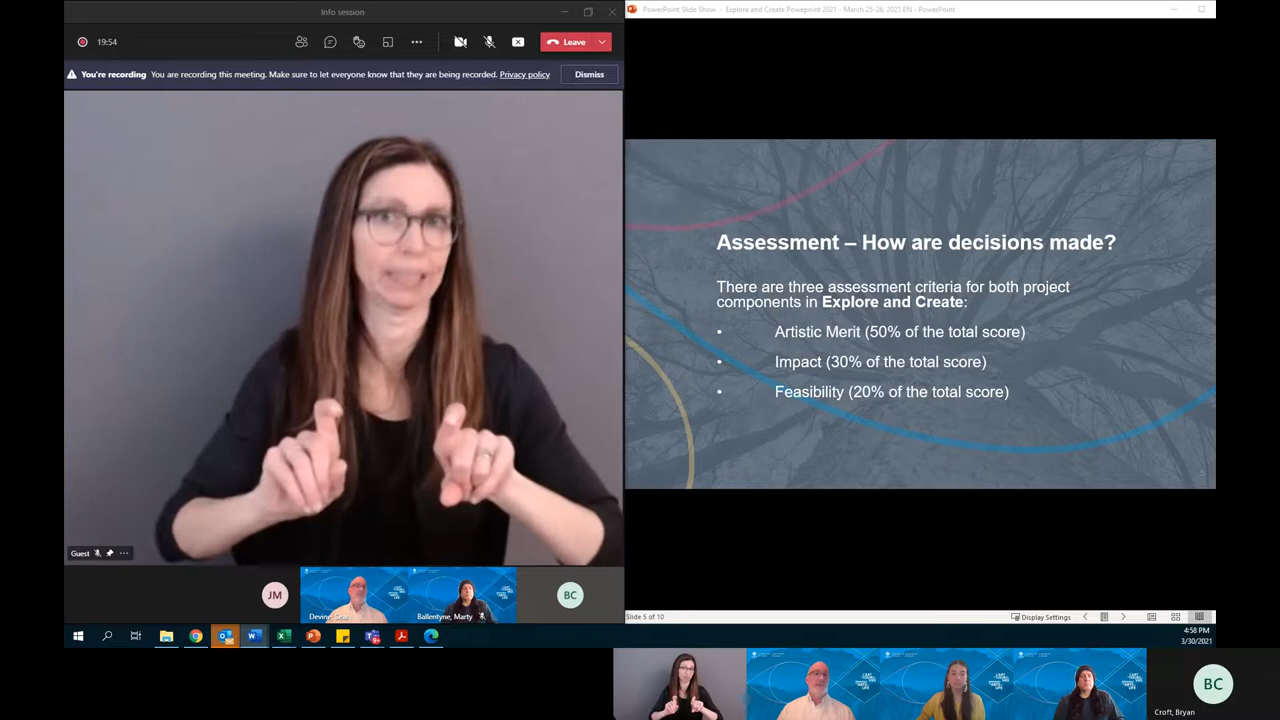 Info session
19:54
Leave
You're recording You are recording this meeting. Make sure to let everyone know that they are being recorded. Privacy policy
Dismiss
Guest
JM
Ballentyne, Marty
BC
PowerPoint Slide Show - Explore and Create Powepoint 2021 - March 25-26, 2021 EN - PowerPoint
Assessment – How are decisions made?
There are three assessment criteria for both project
components in Explore and Create:
• Artistic Merit (50% of the total score)
• Impact (30% of the total score)
• Feasibility (20% of the total score)
5
Slide 5 of 10
Display Settings
4:58 PM
3/30/2021
BC
Croft, Bryan